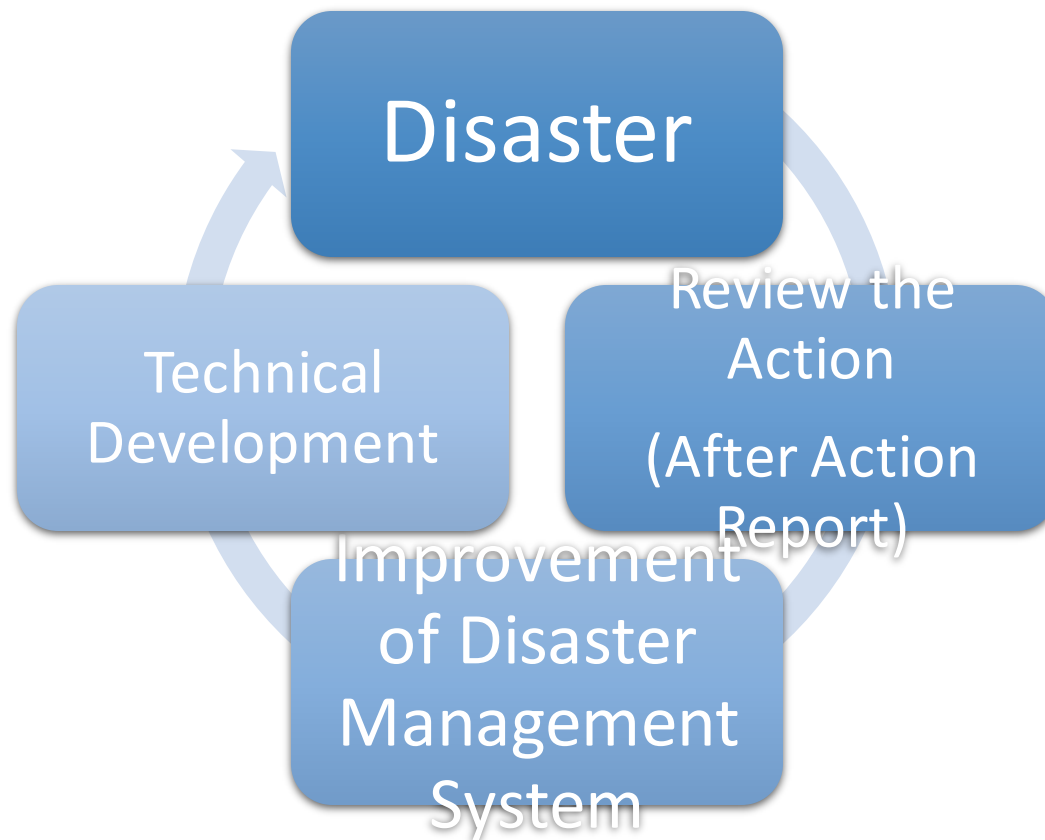 Disaster
Review the
Action
(After Action
Report)
Improvement
of Disaster
Management
System
Technical
Development